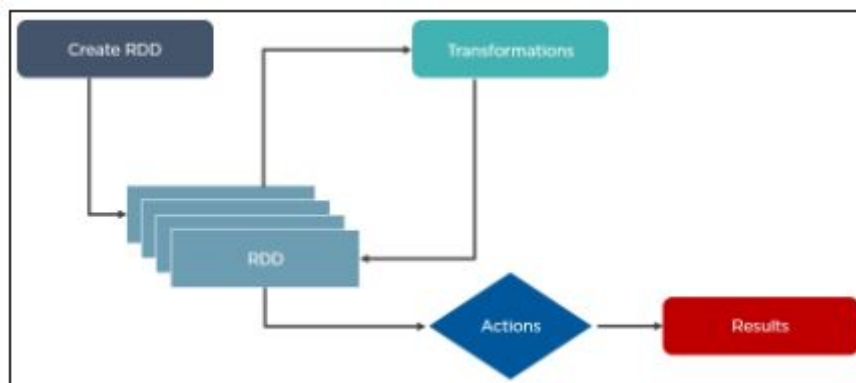 Create RDD
Transformations
RDD
Actions
Results